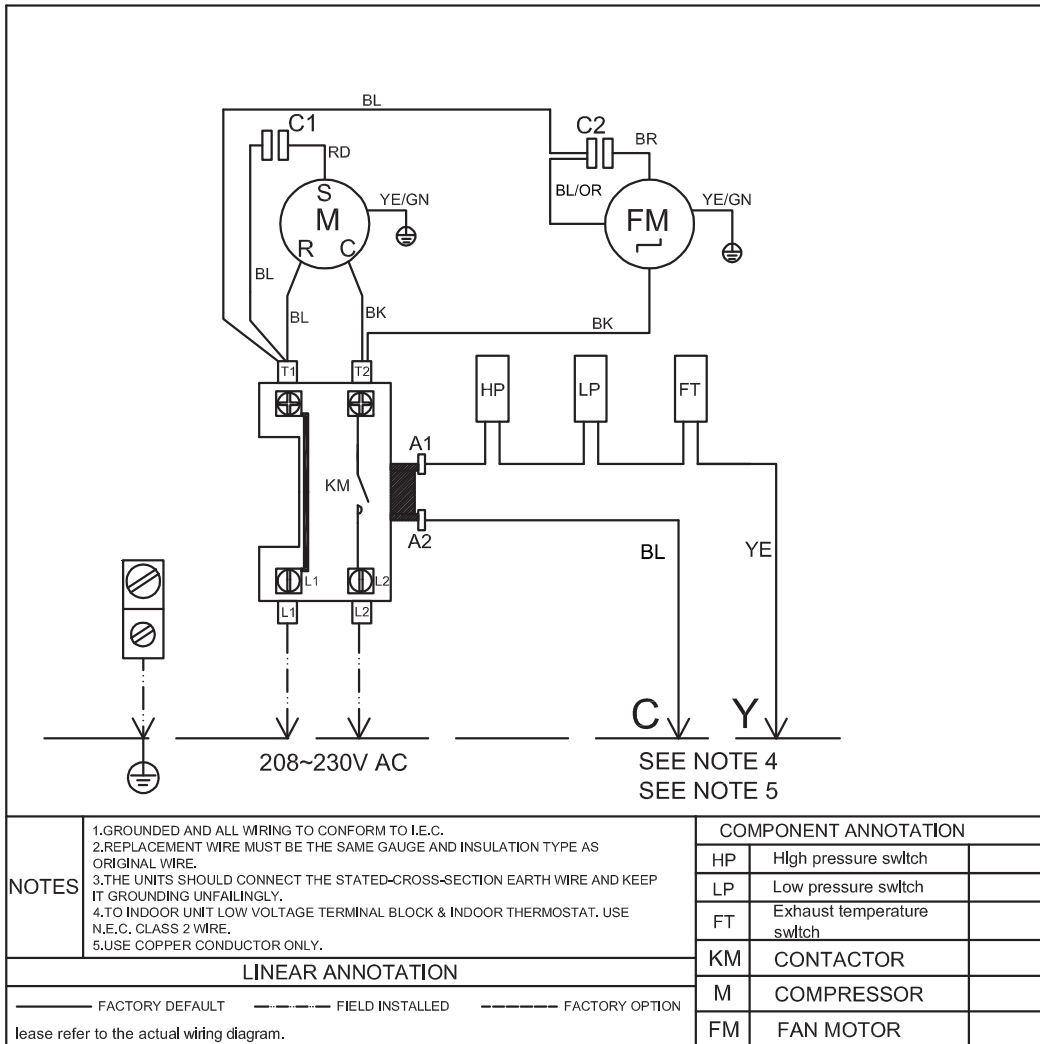 BL
C1
C2
BR
RD
S
YE/GN
BL/OR
YE/GN
M
FM
R C
BL
BL
BK
BK
T1
T2
HP
LP
FT
A1
KM
A2
BL
YE
L1
L2
L1
L2
C Y
208~230V AC
SEE NOTE 4
SEE NOTE 5
NOTES
1.GROUNDED AND ALL WIRING TO CONFORM TO I.E.C.
2.REPLACEMENT WIRE MUST BE THE SAME GAUGE AND INSULATION TYPE AS
ORIGINAL WIRE.
3.THE UNITS SHOULD CONNECT THE STATED-CROSS-SECTION EARTH WIRE AND KEEP
IT GROUNDING UNFAILINGLY.
4.TO INDOOR UNIT LOW VOLTAGE TERMINAL BLOCK & INDOOR THERMOSTAT. USE
N.E.C. CLASS 2 WIRE.
5.USE COPPER CONDUCTOR ONLY.
LINEAR ANNOTATION
FACTORY DEFAULT FIELD INSTALLED FACTORY OPTION
lease refer to the actual wiring diagram.
COMPONENT ANNOTATION
HP High pressure switch
LP Low pressure switch
FT Exhaust temperature
switch
KM CONTACTOR
M COMPRESSOR
FM FAN MOTOR